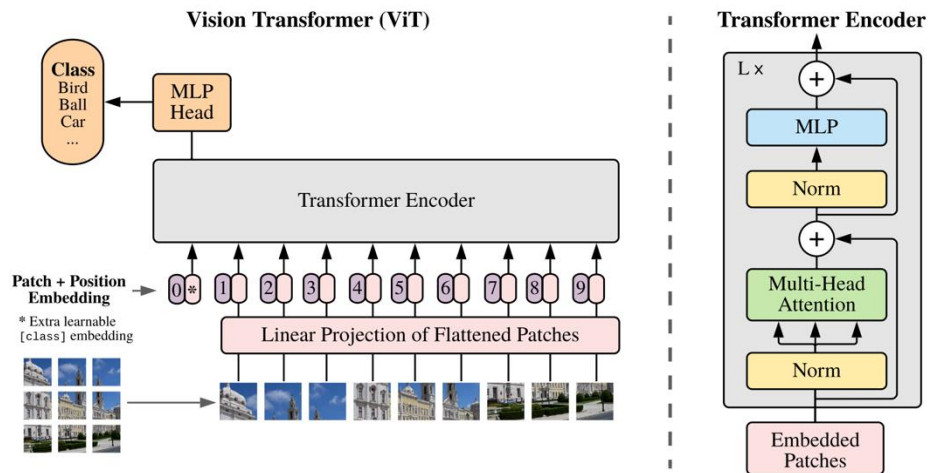 Vision Transformer (ViT)
Class
Bird
Ball
Car
...
MLP
Head
Transformer Encoder
Patch + Position
Embedding
0 * 1 2 3 4 5 6 7 8 9
* Extra learnable
[class] embedding
Linear Projection of Flattened Patches
Transformer Encoder
L x
+
MLP
Norm
+
Multi-Head
Attention
Norm
Embedded
Patches